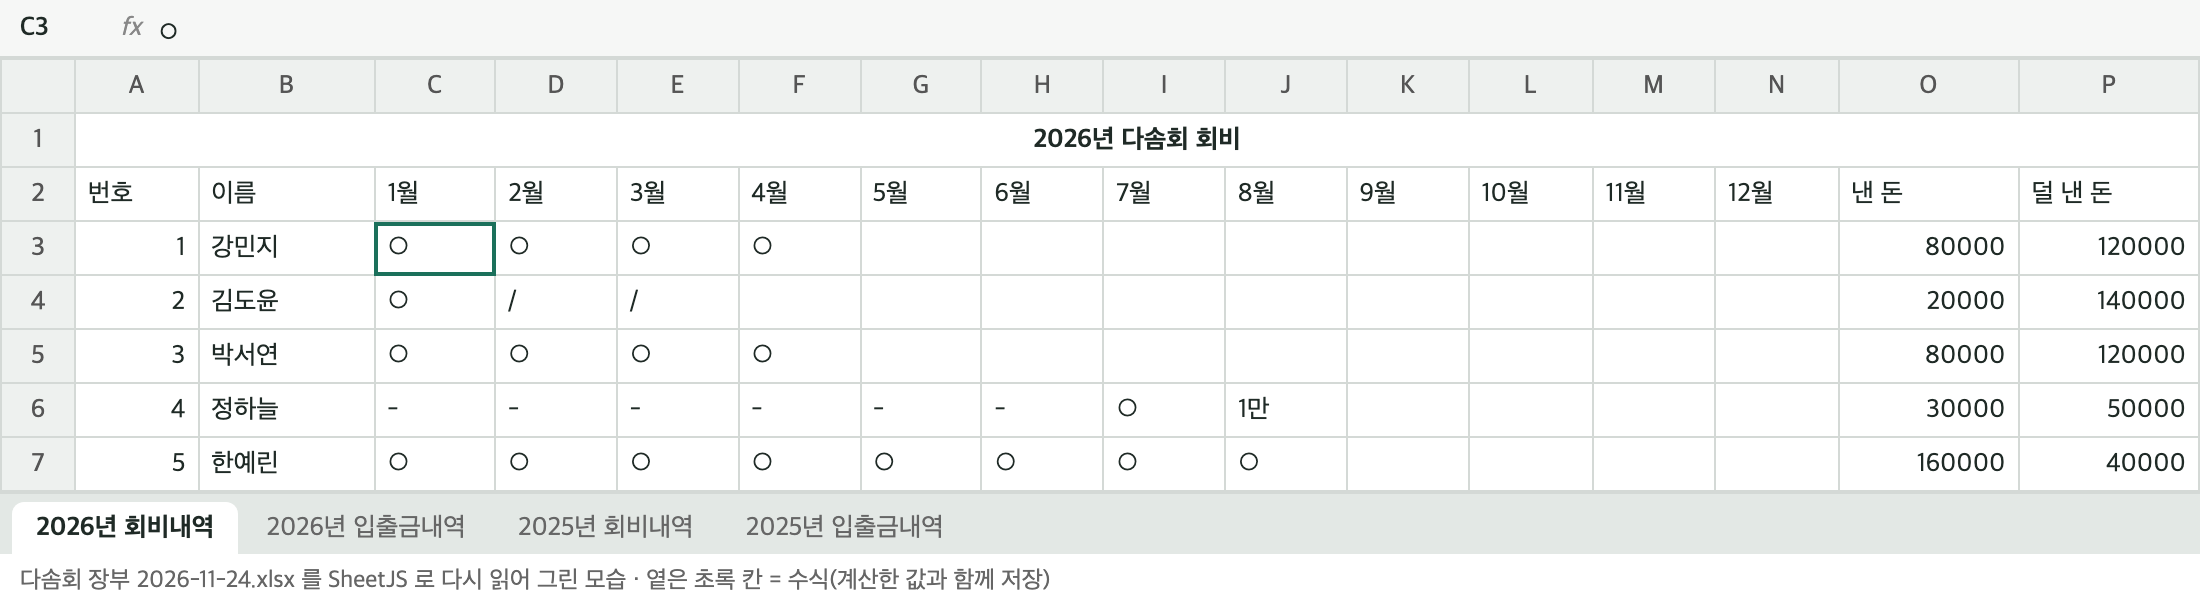 C3 fx ○
A B C D E F G H I J K L M N O P
1 2026년 다솜회 회비
2 번호 이름 1월 2월 3월 4월 5월 6월 7월 8월 9월 10월 11월 12월 낸 돈 덜 낸 돈
3 1 강민지 ○ ○ ○ ○ 80000 120000
4 2 김도윤 ○ / / 20000 140000
5 3 박서연 ○ ○ ○ ○ 80000 120000
6 4 정하늘 - - - - - - ○ 1만 30000 50000
7 5 한예린 ○ ○ ○ ○ ○ ○ ○ ○ 160000 40000
2026년 회비내역 2026년 입출금내역 2025년 회비내역 2025년 입출금내역
다솜회 장부 2026-11-24.xlsx 를 SheetJS 로 다시 읽어 그린 모습 · 옅은 초록 칸 = 수식(계산한 값과 함께 저장)